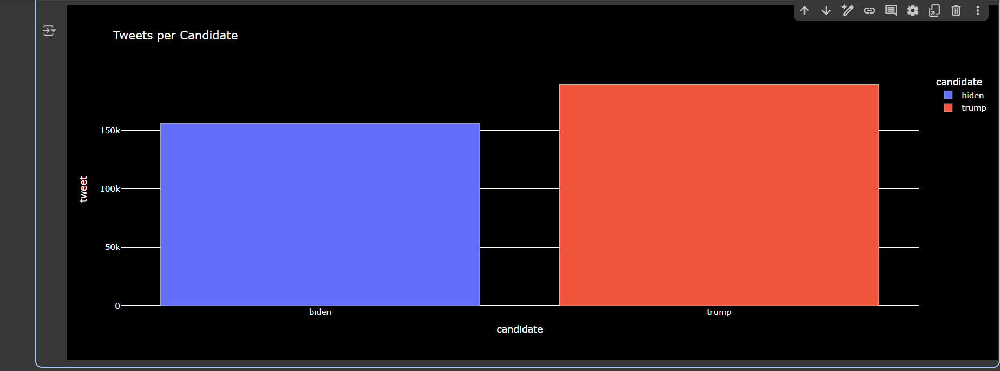 Tweets per Candidate
candidate
biden
trump
150k
100k
50k
0
tweet
biden
trump
candidate